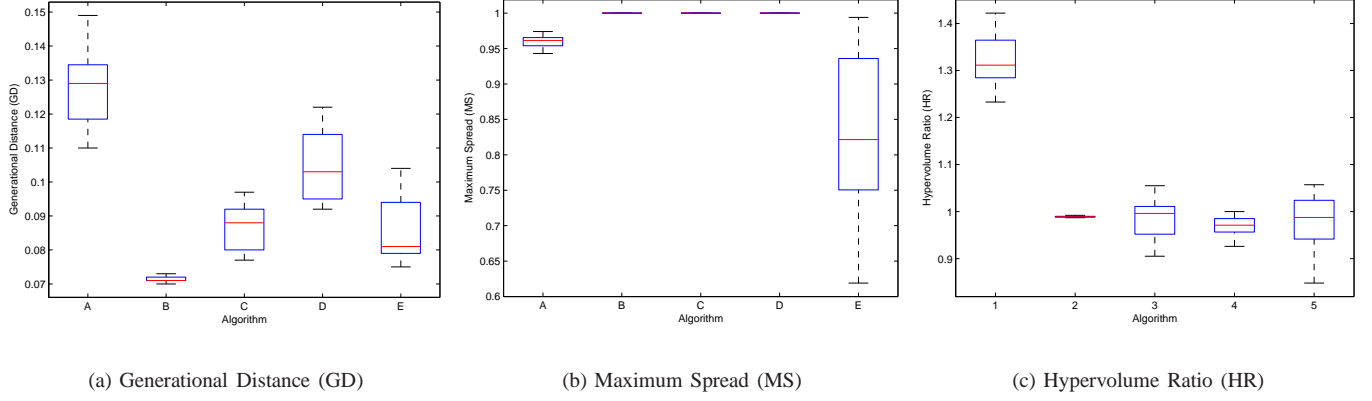 0.15
0.14
0.13
0.12
0.11
0.1
0.09
0.08
0.07
Generational Distance (GD)
A B C D E
Algorithm
(a) Generational Distance (GD)
1
0.95
0.9
0.85
0.8
0.75
0.7
0.65
0.6
Maximum Spread (MS)
A B C D E
Algorithm
(b) Maximum Spread (MS)
1.4
1.3
1.2
1.1
1
0.9
Hypervolume Ratio (HR)
1 2 3 4 5
Algorithm
(c) Hypervolume Ratio (HR)